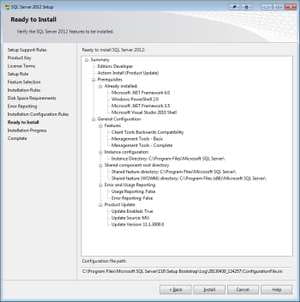 SQL Server 2012 Setup
Ready to Install
Verify the SQL Server 2012 features to be installed.
Setup Support Rules
Product Key
License Terms
Setup Role
Feature Selection
Installation Rules
Disk Space Requirements
Error Reporting
Installation Configuration Rules
Ready to Install
Installation Progress
Complete
Ready to install SQL Server 2012:
Summary
Edition: Developer
Action: Install (Product Update)
Prerequisites
Already installed:
Microsoft .NET Framework 4.0
Windows PowerShell 2.0
Microsoft .NET Framework 3.5
Microsoft Visual Studio 2010 Shell
General Configuration
Features
Client Tools Backwards Compatibility
Management Tools - Basic
Management Tools - Complete
Instance configuration
Instance Directory: C:\Program Files\Microsoft SQL Server\
Shared component root directory
Shared feature directory: C:\Program Files\Microsoft SQL Server\
Shared feature (WOW64) directory: C:\Program Files (x86)\Microsoft SQL Server\
Error and Usage Reporting
Usage Reporting: False
Error Reporting: False
Product Update
Update Enabled: True
Update Source: MU
Update Version: 11.1.3000.0
Configuration file path:
C:\Program Files\Microsoft SQL Server\110\Setup Bootstrap\Log\20130430_124257\ConfigurationFile.ini
< Back
Install
Cancel
Help